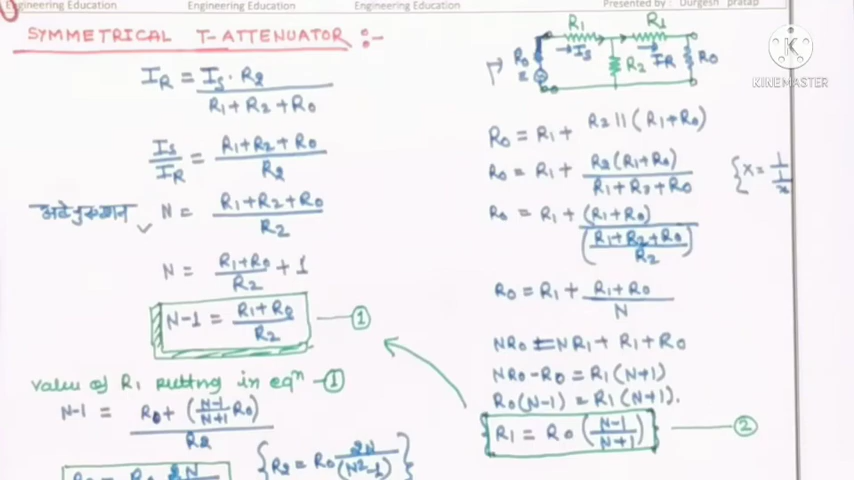 Engineering Education
Engineering Education
Engineering Education
Presented by : Durgesh pratap
K
KINEMASTER
SYMMETRICAL T-ATTENUATOR :-
IR = Is · R2 / (R1 + R2 + R0)
Is / IR = (R1 + R2 + R0) / R2
N = (R1 + R2 + R0) / R2
N = (R1 + R0) / R2 + 1
N-1 = (R1 + R0) / R2 — ①
value of R1 putting in eqn — ①
N-1 = (R0 + ((N-1)/(N+1) R0)) / R2
{R2 = R0 2N / (N²-1)}
R1
R1
R0
Is
R2
IR
R0
R0 = R1 + R2 || (R1 + R0)
R0 = R1 + R2 (R1 + R0) / (R1 + R2 + R0)
{x = 1 / (1/x)
R0 = R1 + (R1 + R0) / ((R1 + R2 + R0) / R2)
R0 = R1 + (R1 + R0) / N
NR0 = NR1 + R1 + R0
NR0 - R0 = R1 (N+1)
R0 (N-1) = R1 (N+1).
R1 = R0 ((N-1) / (N+1)) — ②